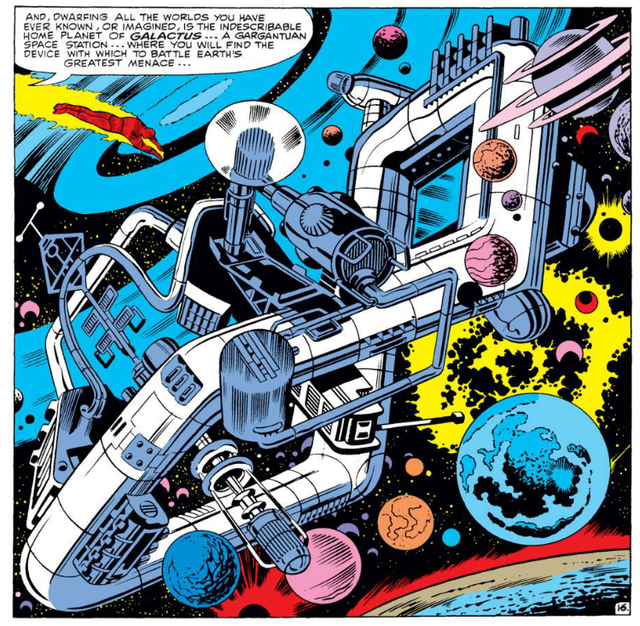 AND, DWARFING ALL THE WORLDS YOU HAVE
EVER KNOWN, OR IMAGINED, IS THE INDESCRIBABLE
HOME PLANET OF GALACTUS... A GARGANTUAN
SPACE STATION... WHERE YOU WILL FIND THE
DEVICE WITH WHICH TO BATTLE EARTH'S
GREATEST MENACE...
16.